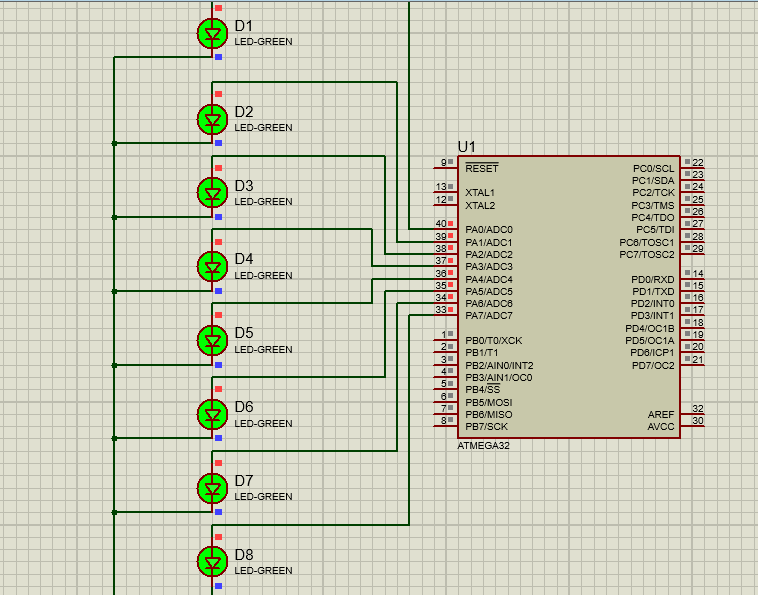 D1
LED-GREEN
D2
LED-GREEN
D3
LED-GREEN
D4
LED-GREEN
D5
LED-GREEN
D6
LED-GREEN
D7
LED-GREEN
D8
LED-GREEN
U1
9 RESET PC0/SCL 22
PC1/SDA 23
13 XTAL1 PC2/TCK 24
12 XTAL2 PC3/TMS 25
PC4/TDO 26
40 PA0/ADC0 PC5/TDI 27
39 PA1/ADC1 PC6/TOSC1 28
38 PA2/ADC2 PC7/TOSC2 29
37 PA3/ADC3
36 PA4/ADC4 PD0/RXD 14
35 PA5/ADC5 PD1/TXD 15
34 PA6/ADC6 PD2/INT0 16
33 PA7/ADC7 PD3/INT1 17
PD4/OC1B 18
1 PB0/T0/XCK PD5/OC1A 19
2 PB1/T1 PD6/ICP1 20
3 PB2/AIN0/INT2 PD7/OC2 21
4 PB3/AIN1/OC0
5 PB4/SS
6 PB5/MOSI
7 PB6/MISO AREF 32
8 PB7/SCK AVCC 30
ATMEGA32